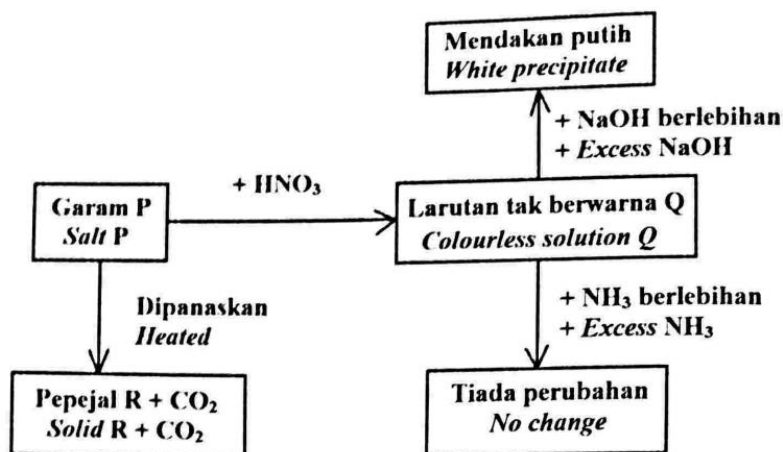 Mendakan putih
White precipitate
+ NaOH berlebihan
+ Excess NaOH
+ HNO₃
Garam P
Salt P
Larutan tak berwarna Q
Colourless solution Q
Dipanaskan
Heated
+ NH₃ berlebihan
+ Excess NH₃
Pepejal R + CO₂
Solid R + CO₂
Tiada perubahan
No change